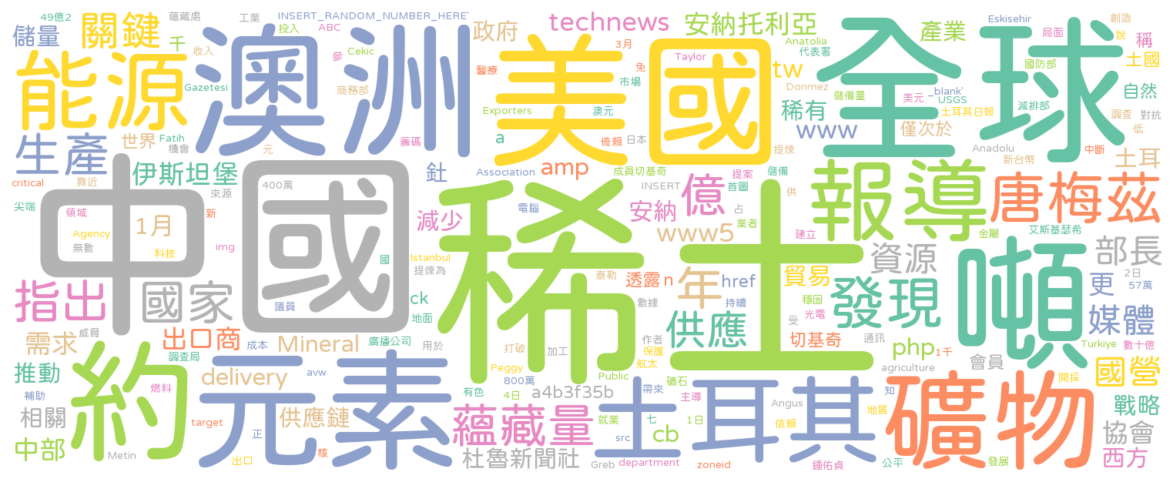 49億2
蘊藏處
工業
INSERT_RANDOM_NUMBER_HERE'
technews
安納托利亞
Eskisehir
創造
儲量
關鍵
千
收入
投入
ABC
政府
Anatolia
代表署
產業
局面
說
稱
能源
Gazetesi
澳洲
參
Cekic
商務部
3月
醫療
兔
美國
Taylor
市場
tw
Donmez
全球
國防部
土國
儲備量
_blank'
Exporters
澳元
美元
USGS
減排部
自然
稀有
土耳其日報
調查
對抗
生產
世界
Fatih
機會
元
籌碼
a
倚賴
日本
www
僅次於
低
伊斯坦堡
釷
Association
amp
成員切基奇
提煉
Anadolu
新台幣
中斷
土耳
critical
靠近
來源
400萬
提案
儲備
供
尖端
領域
1月
新
中國
電腦
INSERT
首圖
報導
唐梅茲
減少
安納
億
占
業者
Agency
無數
科技
img
稀土
www5
建立
金屬
艾斯基瑟希
國
Istanbul
提煉為
資源
部長
指出
國家
議員
透露
n
泰勒
年
href
貿易
噸
2日
57萬
ck
地面
數據
持續
穩固
光電
發現
更
需求
威脅
出口商
Mineral
廣播公司
用於
作者
保護
航太
供應
受
切基奇
通訊
媒體
數十億
推動
調查局
成本
打破
加工
php
1千
Turkiye
約
元素
Peggy
會員
國營
補助
燃料
delivery
avw
有色
800萬
Public
礦石
帶來
agriculture
開採
相關
target
供應鏈
4日
a4b3f35b
主導
土耳其
知
礦物
戰略
正
蘊藏量
就業
七
1日
Angus
地質
協會
中部
核
src
cb
依賴
Metin
出口
杜魯新聞社
Greb
department
zoneid
鍾佑貞
公平
發展
西方